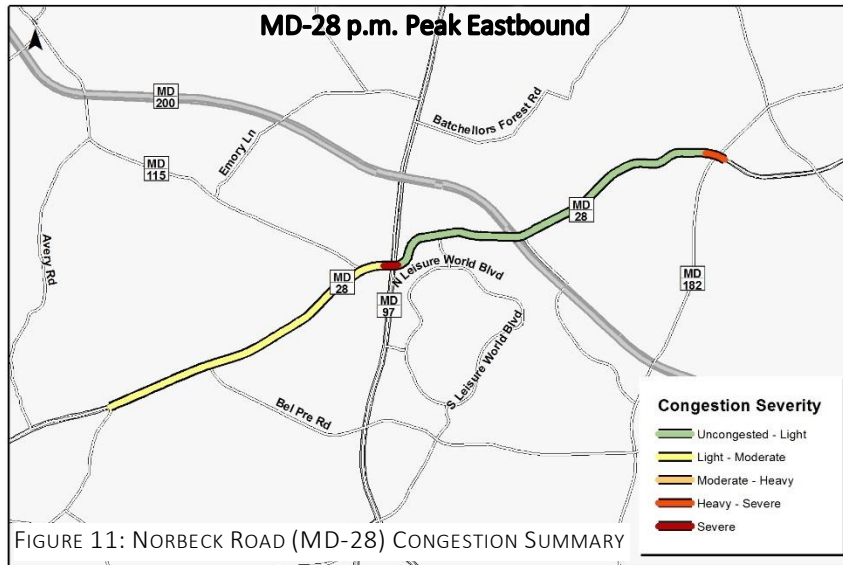 MD-28 p.m. Peak Eastbound
MD
200
Batchellors Forest Rd
Emory Ln
MD
115
MD
28
Avery Rd
MD
28
N Leisure World Blvd
MD
97
MD
182
S Leisure World Blvd
Bel Pre Rd
Congestion Severity
Uncongested - Light
Light - Moderate
Moderate - Heavy
Heavy - Severe
Severe
FIGURE 11: NORBECK ROAD (MD-28) CONGESTION SUMMARY